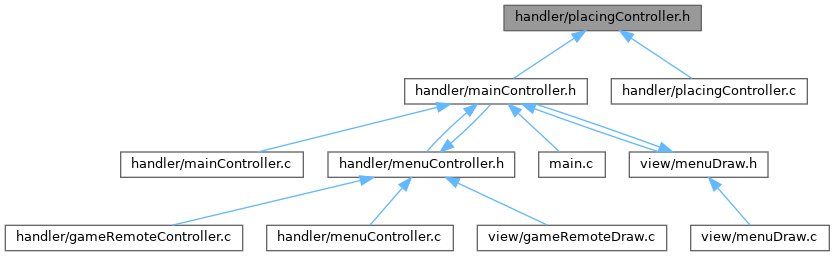 handler/placingController.h
handler/mainController.h
handler/placingController.c
handler/mainController.c
handler/menuController.h
main.c
view/menuDraw.h
handler/gameRemoteController.c
handler/menuController.c
view/gameRemoteDraw.c
view/menuDraw.c